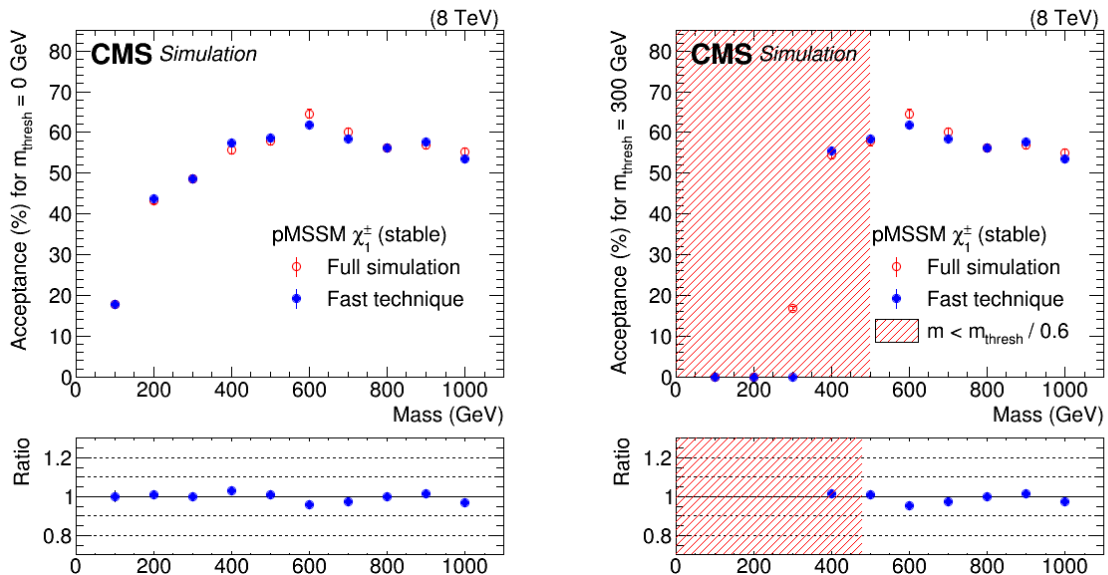 (8 TeV)
CMS Simulation
Acceptance (%) for m_thresh = 0 GeV
80
70
60
50
40
30
20
10
0
pMSSM χ₁± (stable)
Full simulation
Fast technique
0 200 400 600 800 1000
Mass (GeV)
Ratio
1.2
1
0.8
0 200 400 600 800 1000
(8 TeV)
CMS Simulation
Acceptance (%) for m_thresh = 300 GeV
80
70
60
50
40
30
20
10
0
pMSSM χ₁± (stable)
Full simulation
Fast technique
m < m_thresh / 0.6
0 200 400 600 800 1000
Mass (GeV)
Ratio
1.2
1
0.8
0 200 400 600 800 1000